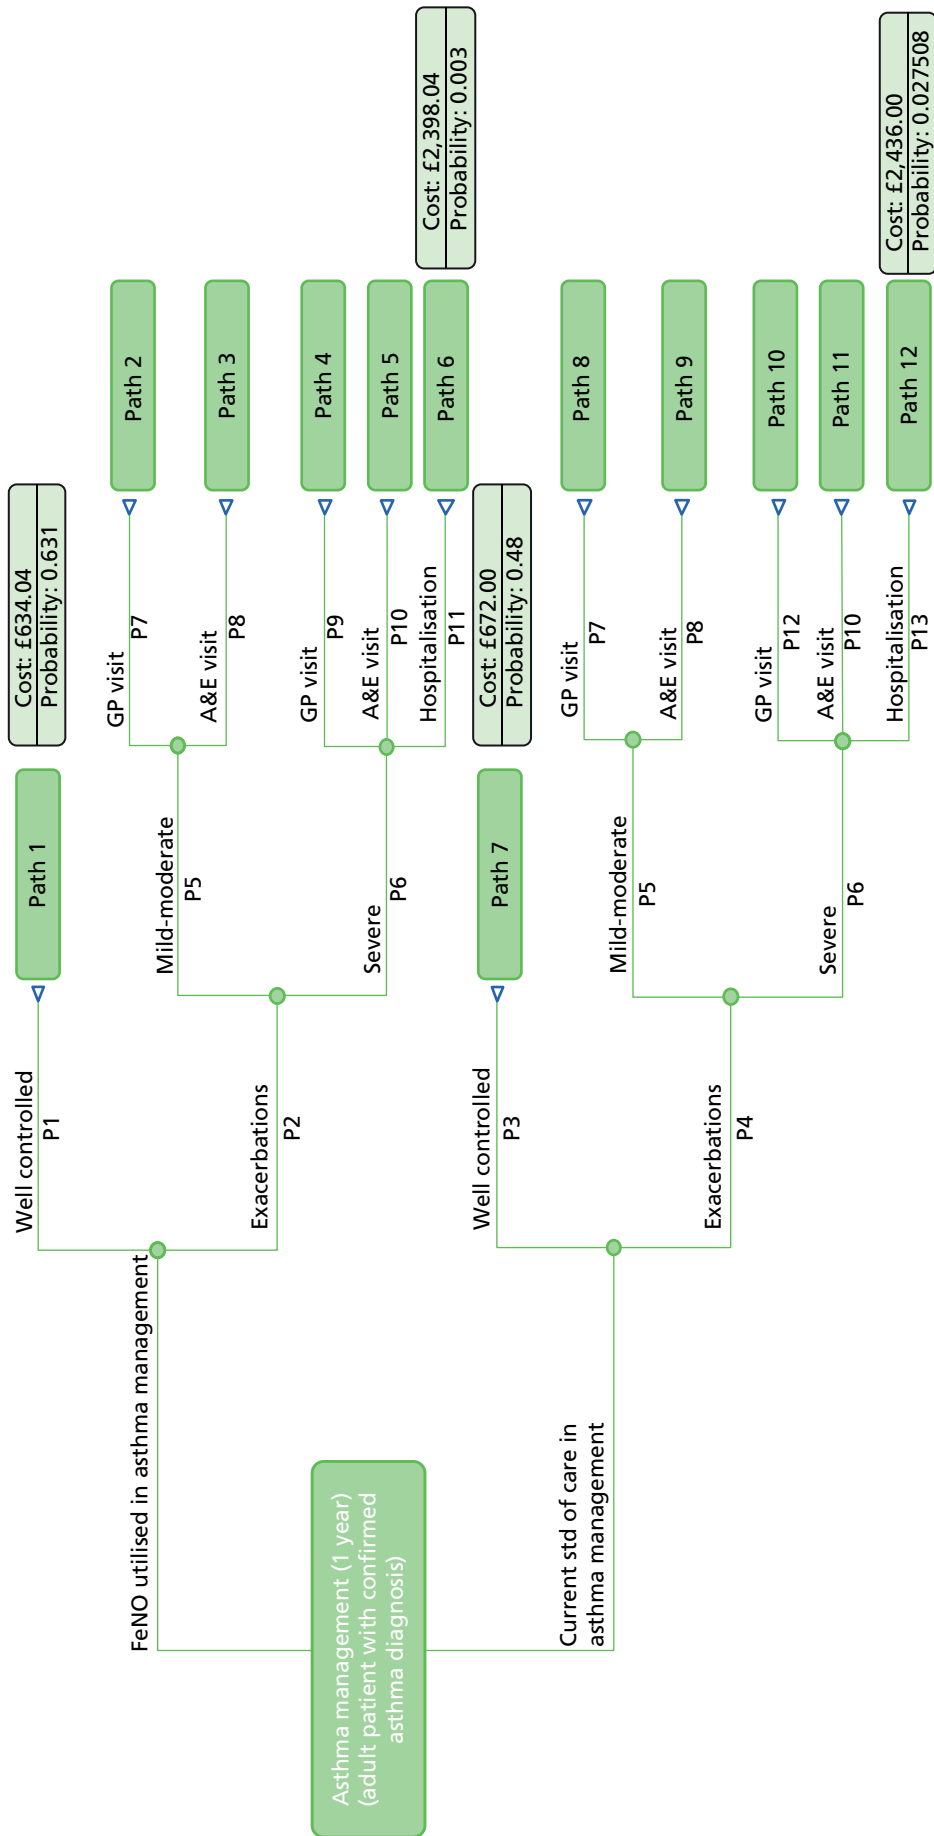 Asthma management (1 year)
(adult patient with confirmed
asthma diagnosis)
FeNO utilised in asthma management
Well controlled
P1
Path 1
Cost: £634.04
Probability: 0.631
Exacerbations
P2
Mild-moderate
P5
GP visit
P7
Path 2
A&E visit
P8
Path 3
Severe
P6
GP visit
P9
Path 4
A&E visit
P10
Path 5
Hospitalisation
P11
Path 6
Cost: £2,398.04
Probability: 0.003
Current std of care in
asthma management
Well controlled
P3
Path 7
Cost: £672.00
Probability: 0.48
Exacerbations
P4
Mild-moderate
P5
GP visit
P7
Path 8
A&E visit
P8
Path 9
Severe
P6
GP visit
P12
Path 10
A&E visit
P10
Path 11
Hospitalisation
P13
Path 12
Cost: £2,436.00
Probability: 0.027508